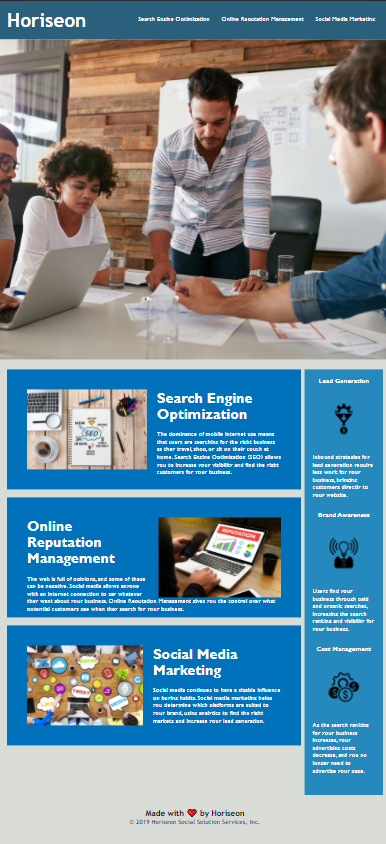 Horiseon
Search Engine Optimization Online Reputation Management Social Media Marketing
Search Engine
Optimization
The dominance of mobile internet use means
that users are searching for the right business
as they travel, shop, or sit on their couch at
home. Search Engine Optimization (SEO) allows
you to increase your visibility and find the right
customers for your business.
SEO
Online
Reputation
Management
The web is full of opinions, and some of these
can be negative. Social media allows anyone
with an internet connection to say whatever
they want about your business. Online Reputation Management gives you the control over what
potential customers see when they search for your business.
REPUTATION
Social Media
Marketing
Social media continues to have a sizable influence
on buying habits. Social media marketing helps
you determine which platforms are suited to
your brand, using analytics to find the right
markets and increase your lead generation.
TWEET
Lead Generation
Inbound strategies for
lead generation require
less work for your
business, bringing
customers directly to
your website.
Brand Awareness
Users find your
business through paid
and organic searches,
increasing the search
ranking and visibility for
your business.
Cost Management
As the search ranking
for your business
increases, your
advertising costs
decrease, and you no
longer need to
advertise your page.
Made with ❤️ by Horiseon
© 2019 Horiseon Social Solution Services, Inc.